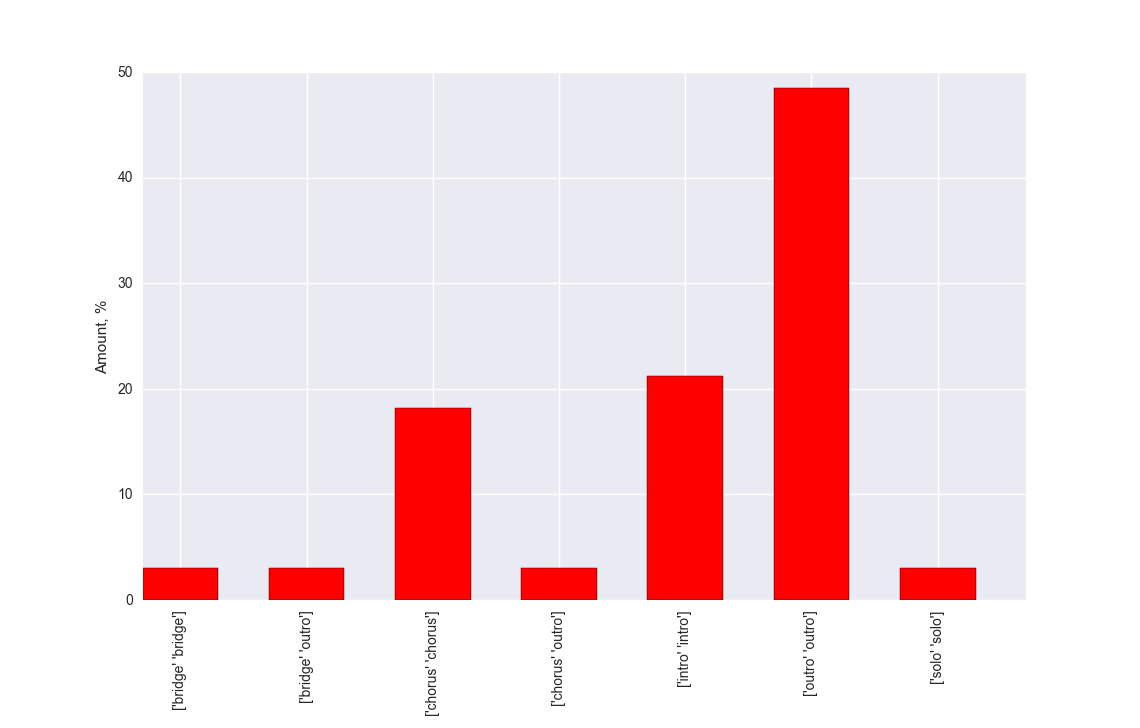 50
40
30
20
10
0
Amount, %
['bridge' 'bridge']
['bridge' 'outro']
['chorus' 'chorus']
['chorus' 'outro']
['intro' 'intro']
['outro' 'outro']
['solo' 'solo']